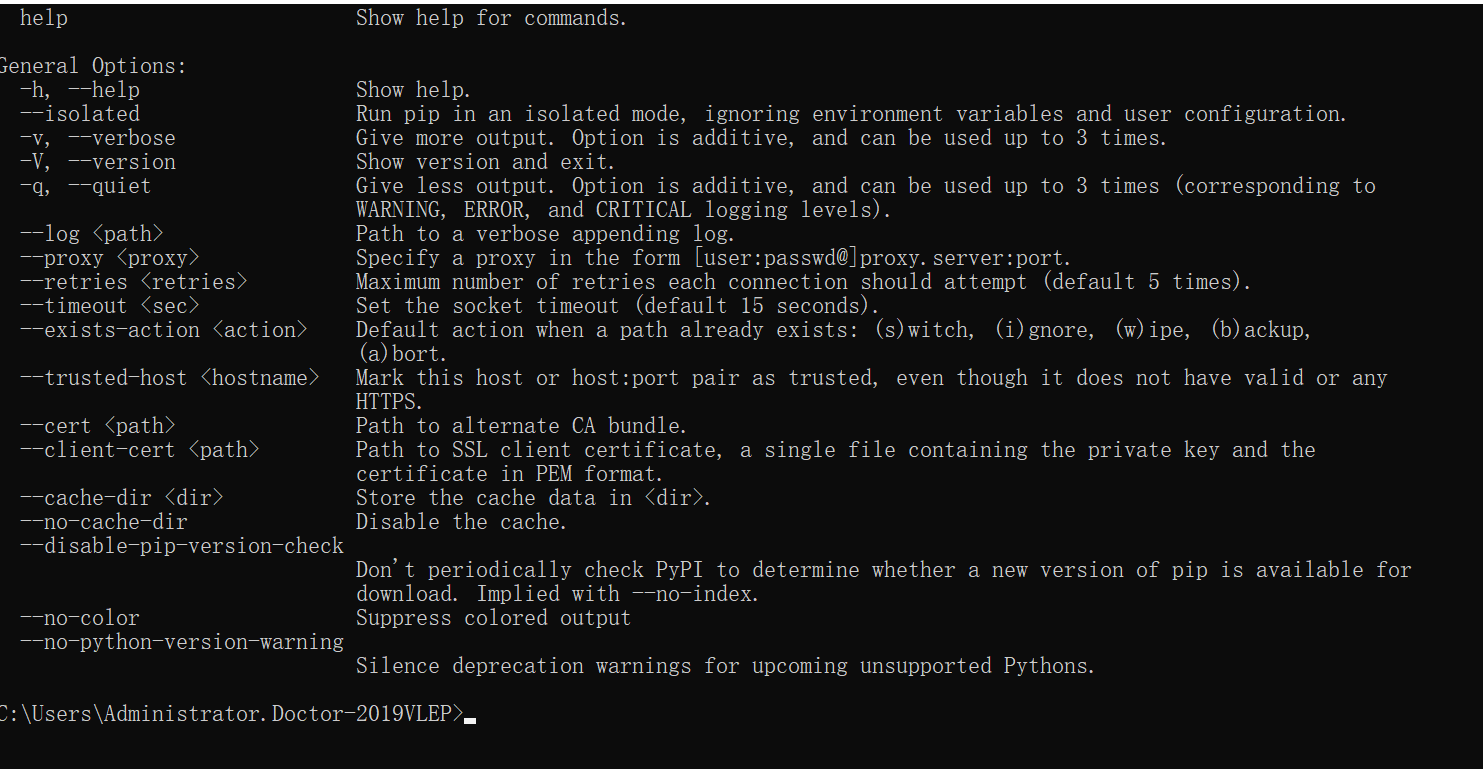 help Show help for commands.
General Options:
-h, --help Show help.
--isolated Run pip in an isolated mode, ignoring environment variables and user configuration.
-v, --verbose Give more output. Option is additive, and can be used up to 3 times.
-V, --version Show version and exit.
-q, --quiet Give less output. Option is additive, and can be used up to 3 times (corresponding to
WARNING, ERROR, and CRITICAL logging levels).
--log <path> Path to a verbose appending log.
--proxy <proxy> Specify a proxy in the form [user:passwd@]proxy.server:port.
--retries <retries> Maximum number of retries each connection should attempt (default 5 times).
--timeout <sec> Set the socket timeout (default 15 seconds).
--exists-action <action> Default action when a path already exists: (s)witch, (i)gnore, (w)ipe, (b)ackup,
(a)bort.
--trusted-host <hostname> Mark this host or host:port pair as trusted, even though it does not have valid or any
HTTPS.
--cert <path> Path to alternate CA bundle.
--client-cert <path> Path to SSL client certificate, a single file containing the private key and the
certificate in PEM format.
--cache-dir <dir> Store the cache data in <dir>.
--no-cache-dir Disable the cache.
--disable-pip-version-check
Don't periodically check PyPI to determine whether a new version of pip is available for
download. Implied with --no-index.
--no-color Suppress colored output
--no-python-version-warning
Silence deprecation warnings for upcoming unsupported Pythons.
C:\Users\Administrator.Doctor-2019VLEP>